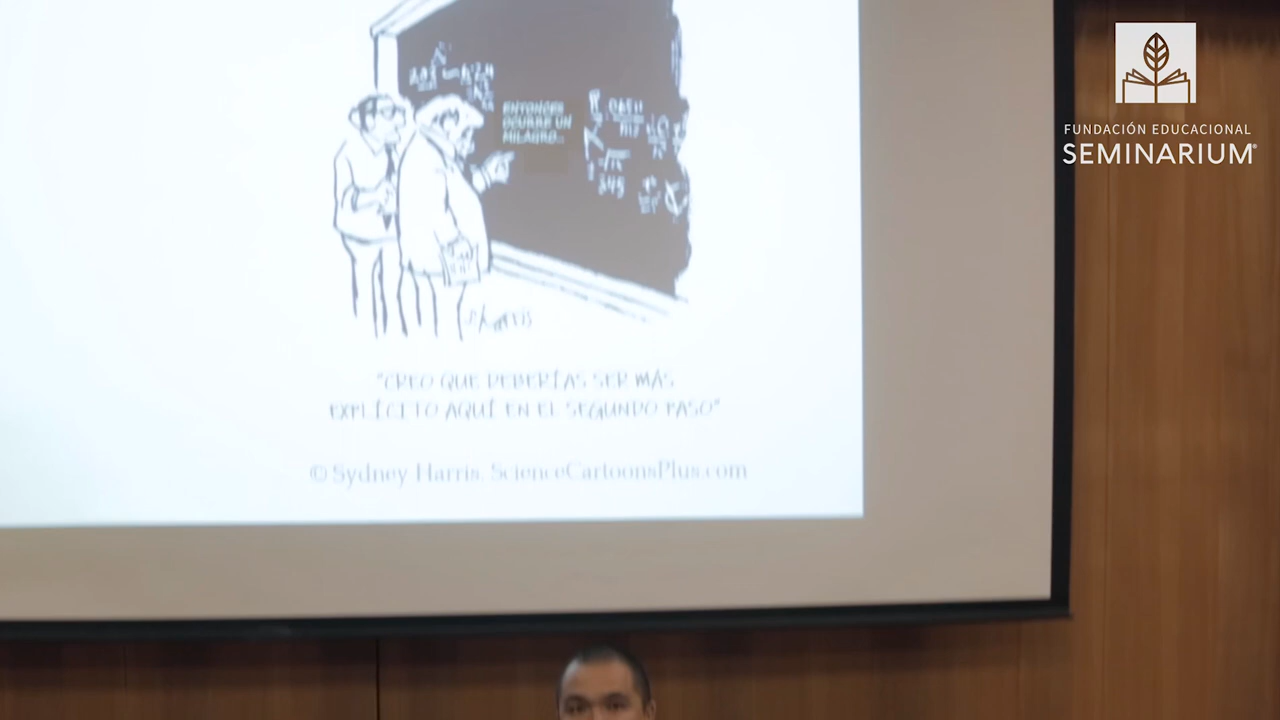 FUNDACIÓN EDUCACIONAL
SEMINARIUM®
ENTONCES
OCURRE UN
MILAGRO...
"CREO QUE DEBERÍAS SER MÁS
EXPLÍCITO AQUÍ EN EL SEGUNDO PASO"
© Sydney Harris, ScienceCartoonsPlus.com